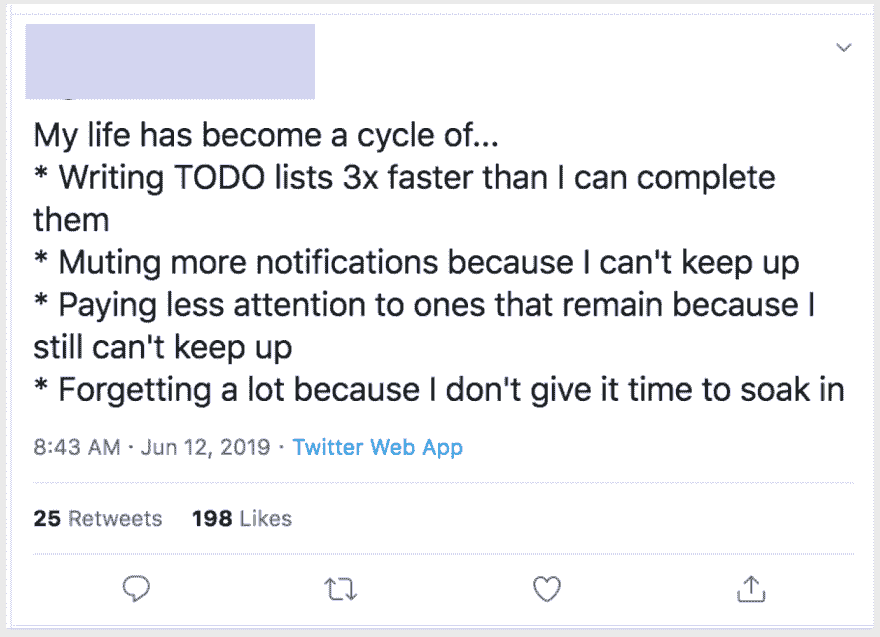 My life has become a cycle of...
* Writing TODO lists 3x faster than I can complete
them
* Muting more notifications because I can't keep up
* Paying less attention to ones that remain because I
still can't keep up
* Forgetting a lot because I don't give it time to soak in
8:43 AM · Jun 12, 2019 · Twitter Web App
25 Retweets 198 Likes